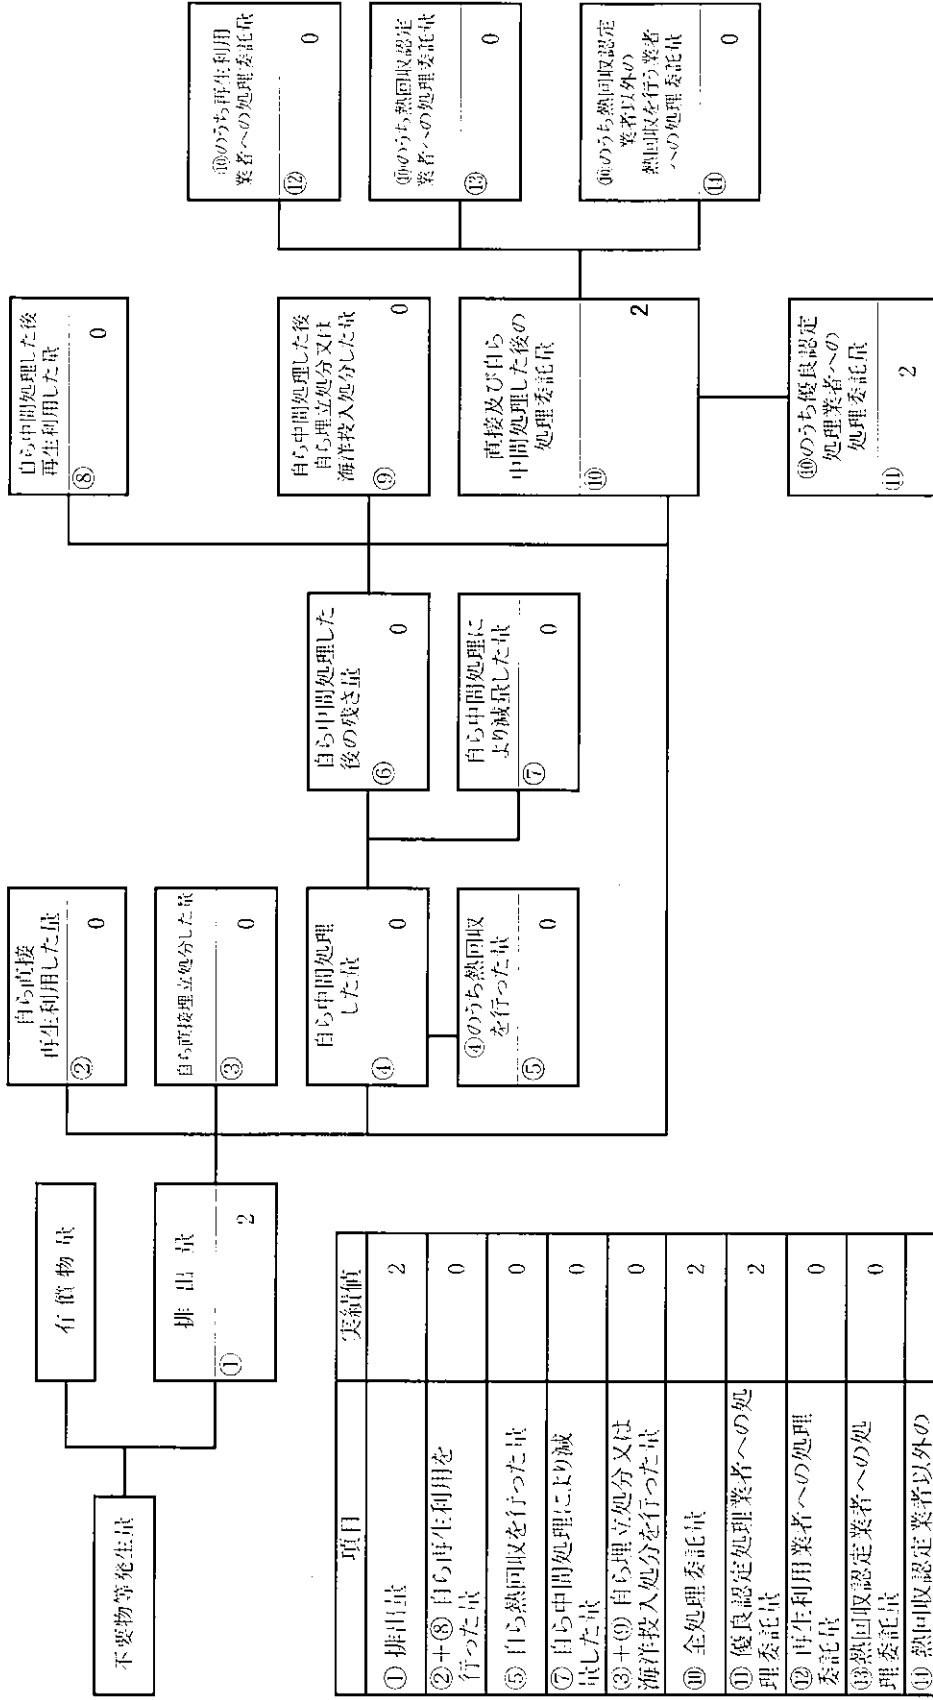 不要物等発生量
有償物量
排出量
①
2
自ら直接
再生利用した量
②
0
自ら直接埋立処分した量
③
0
自ら中間処理
した量
④
0
④のうち熱回収
を行った量
⑤
0
自ら中間処理した
後の残さ量
⑥
0
自ら中間処理に
より減量した量
⑦
0
自ら中間処理した後
再生利用した量
⑧
0
自ら中間処理した後
自ら埋立処分又は
海洋投入処分した量
⑨
0
直接及び自ら
中間処理した後の
処理委託量
⑩
2
⑩のうち優良認定
処理業者への
処理委託量
⑪
2
⑩のうち再生利用
業者への処理委託量
⑫
0
⑩のうち熱回収認定
業者への処理委託量
⑬
0
⑩のうち熱回収認定
業者以外の
熱回収を行う業者
への処理委託量
⑭
0
項目 実績値
① 排出量 2
②+⑧ 自ら再生利用を
行った量 0
⑤ 自ら熱回収を行った量 0
⑦ 自ら中間処理により減
量した量 0
③+⑨ 自ら埋立処分又は
海洋投入処分を行った量 0
⑩ 全処理委託量 2
⑪ 優良認定処理業者への処
理委託量 2
⑫ 再生利用業者への処理
委託量 0
⑬熱回収認定業者への処
理委託量 0
⑭ 熱回収認定業者以外の